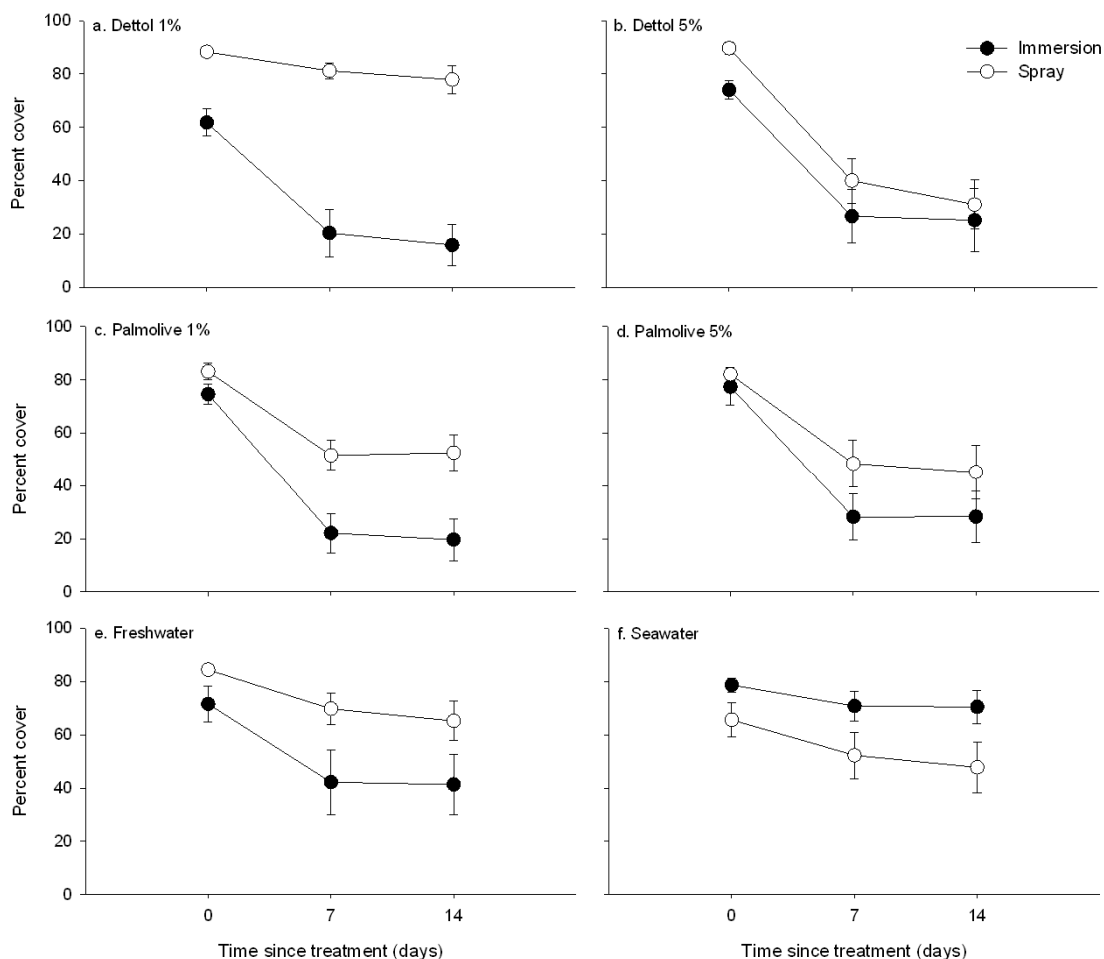 a. Dettol 1%
b. Dettol 5%
Immersion
Spray
Percent cover
100
80
60
40
20
0
c. Palmolive 1%
d. Palmolive 5%
Percent cover
100
80
60
40
20
0
e. Freshwater
f. Seawater
Percent cover
100
80
60
40
20
0
0 7 14
0 7 14
Time since treatment (days)
Time since treatment (days)